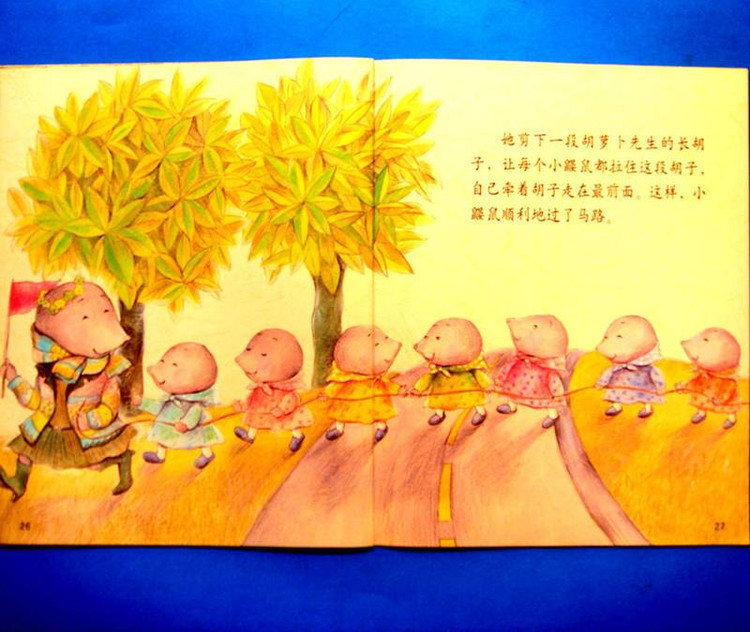 她剪下一段胡萝卜先生的长胡
子，让每个小鼹鼠都拉住这段胡子，
自己牵着胡子走在最前面。这样，小
鼹鼠顺利地过了马路。
26
27